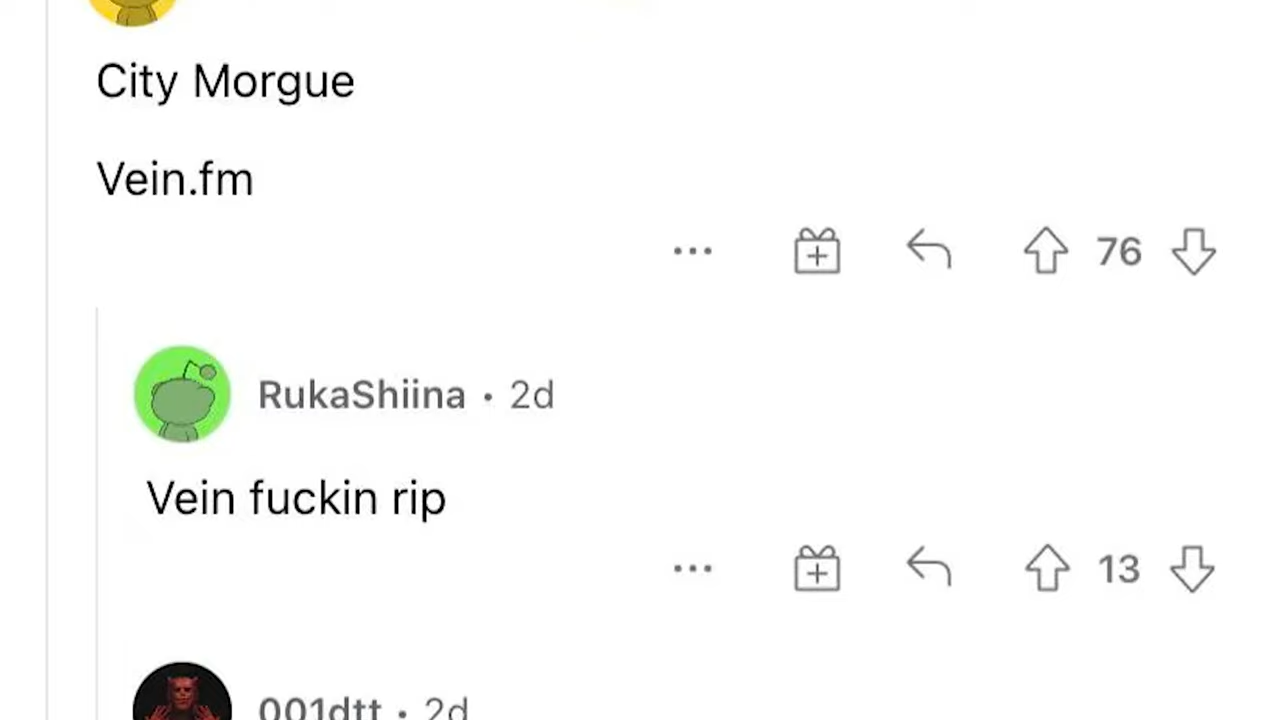 City Morgue
Vein.fm
... 76
RukaShiina • 2d
Vein fuckin rip
... 13
001dtt • 2d